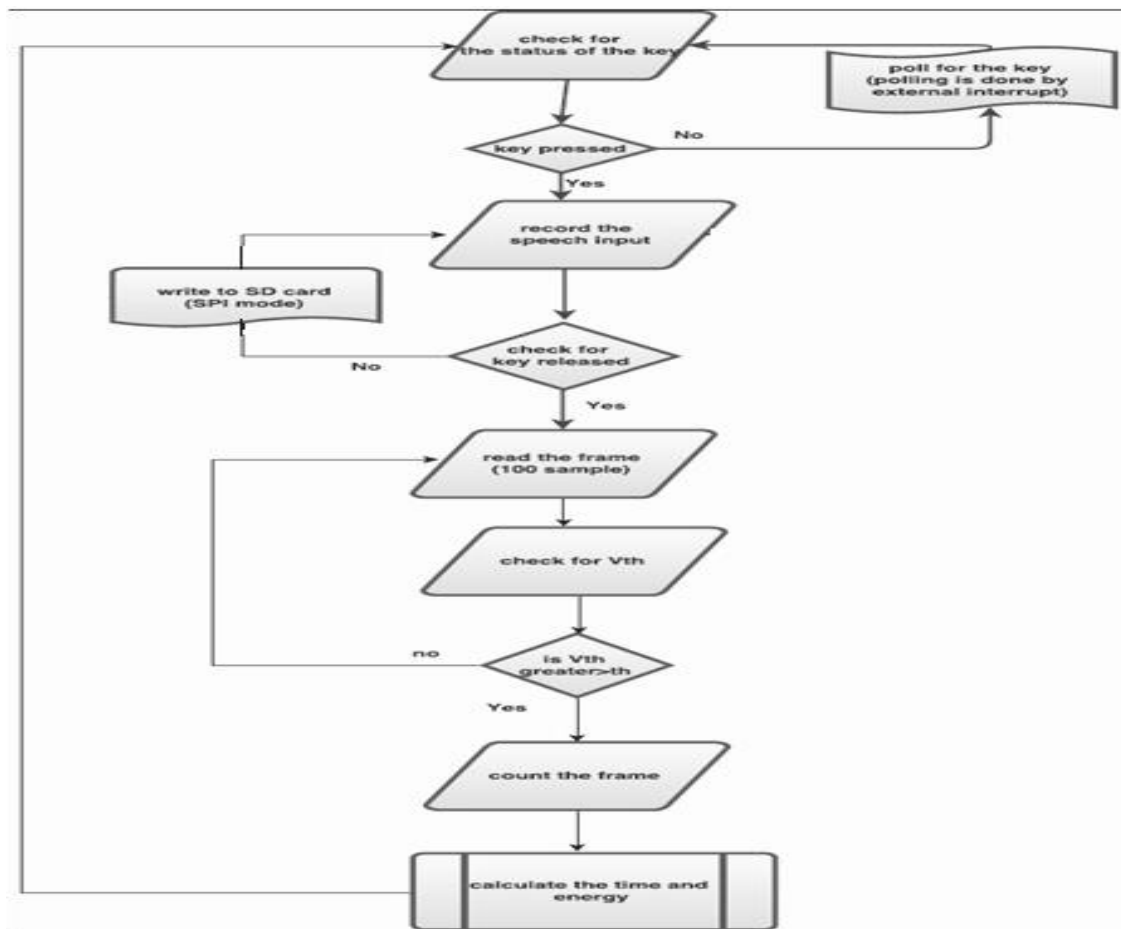 check for
the status of the key
poll for the key
(polling is done by
external interrupt)
No
key pressed
Yes
record the
speech input
write to SD card
(SPI mode)
check for
key released
No
Yes
read the frame
(100 sample)
check for Vth
no
is Vth
greater>th
Yes
count the frame
calculate the time and
energy